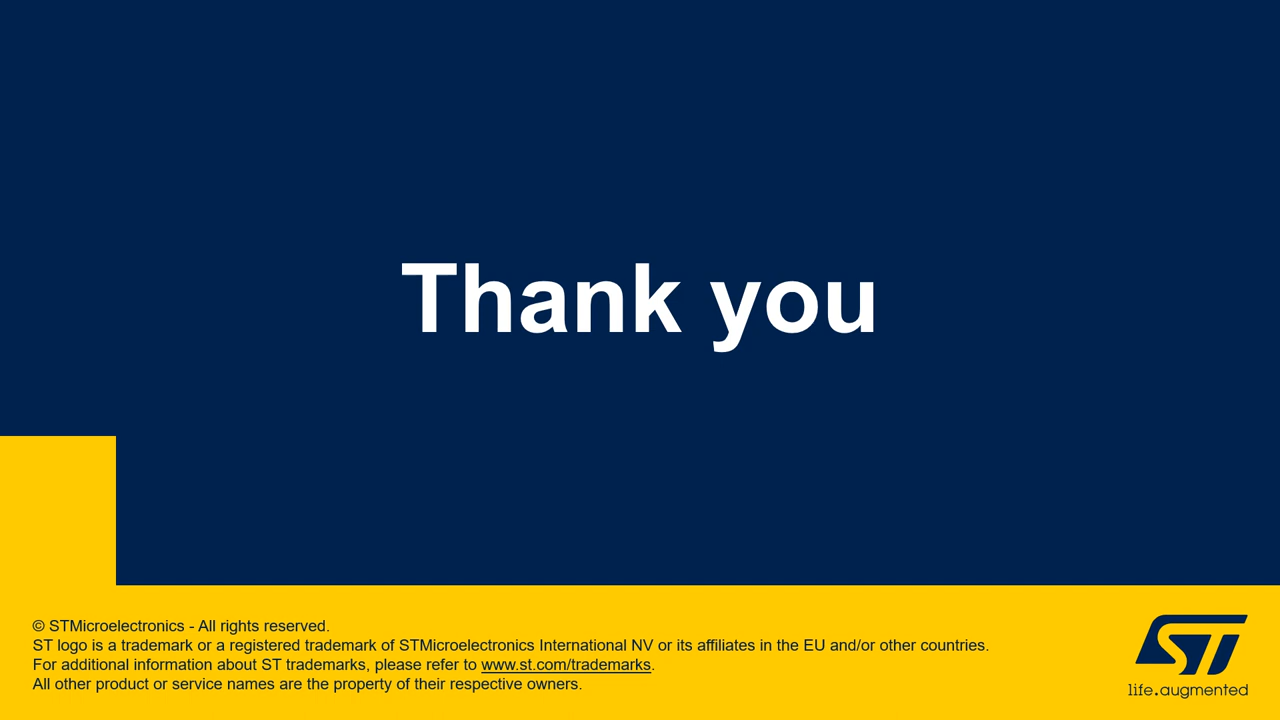 Thank you
© STMicroelectronics - All rights reserved.
ST logo is a trademark or a registered trademark of STMicroelectronics International NV or its affiliates in the EU and/or other countries.
For additional information about ST trademarks, please refer to www.st.com/trademarks.
All other product or service names are the property of their respective owners.
ST
life.augmented